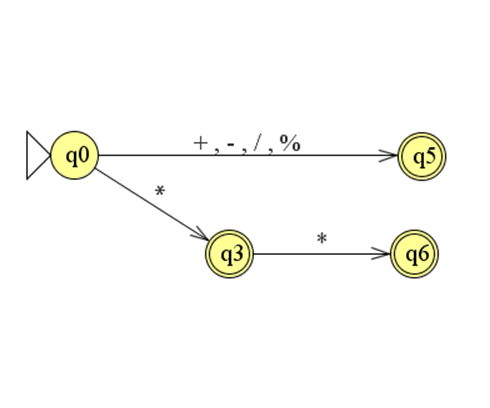 + , - , / , %
q0
q5
*
*
q3
q6